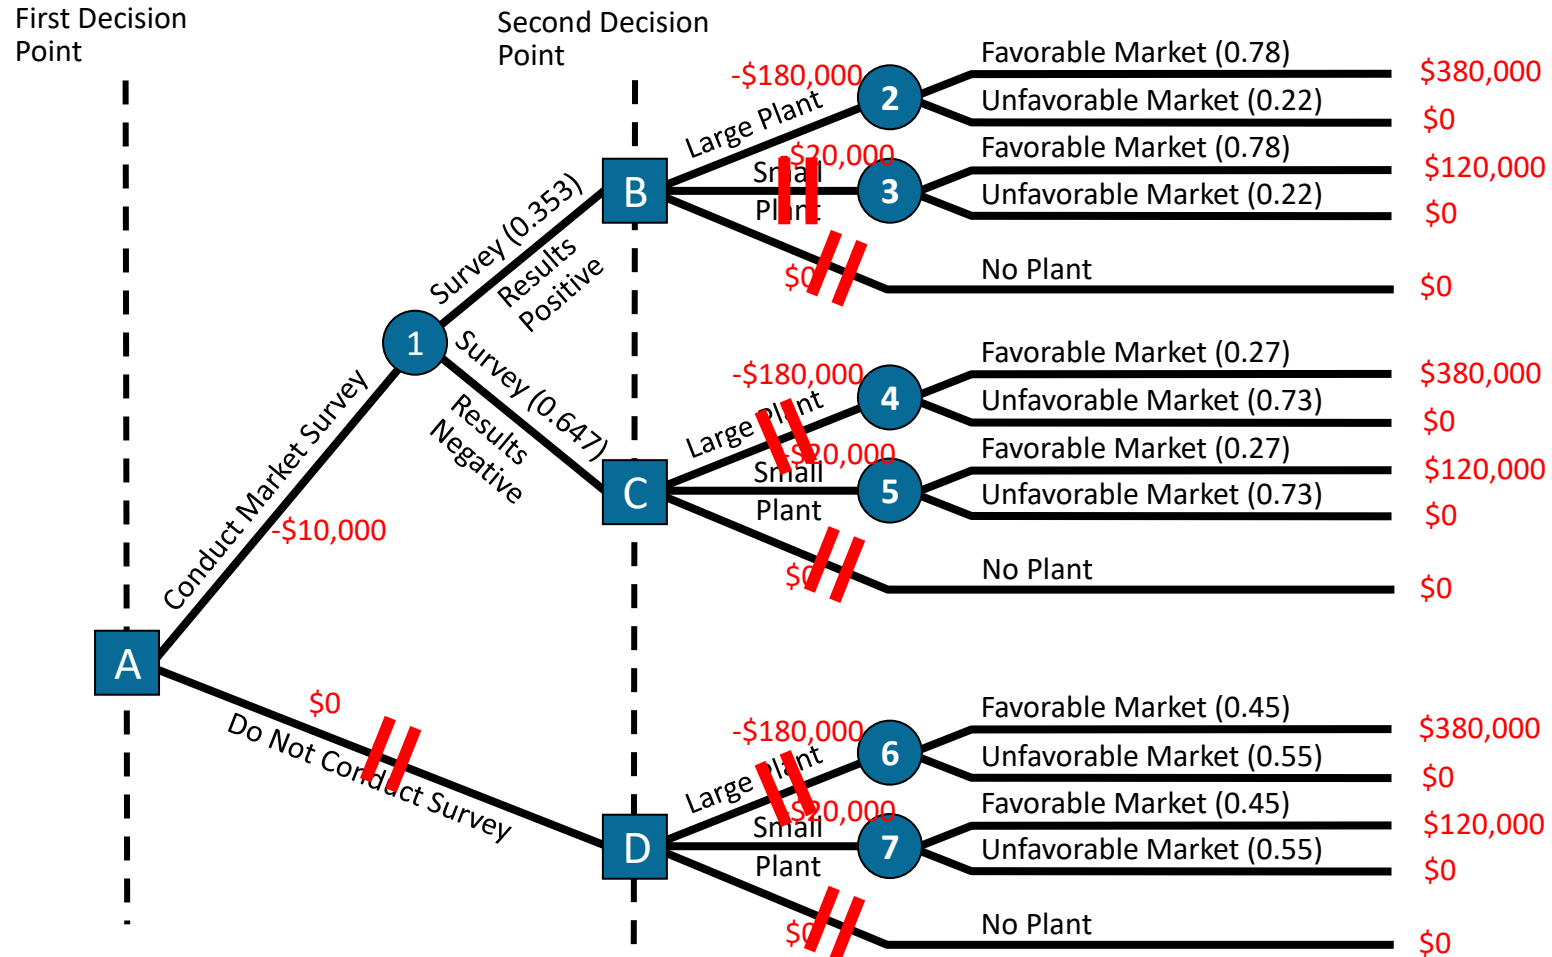 First Decision
Point
Second Decision
Point
-$180,000
Large Plant
2
Favorable Market (0.78)
$380,000
Unfavorable Market (0.22)
$0
-$20,000
Small
Plant
3
Favorable Market (0.78)
$120,000
Unfavorable Market (0.22)
$0
B
$0
No Plant
$0
Survey (0.353)
Results
Positive
1
Survey (0.647)
Results
Negative
-$180,000
Large Plant
4
Favorable Market (0.27)
$380,000
Unfavorable Market (0.73)
$0
-$20,000
Small
Plant
5
Favorable Market (0.27)
$120,000
Unfavorable Market (0.73)
$0
C
$0
No Plant
$0
Conduct Market Survey
-$10,000
A
$0
Do Not Conduct Survey
-$180,000
Large Plant
6
Favorable Market (0.45)
$380,000
Unfavorable Market (0.55)
$0
-$20,000
Small
Plant
7
Favorable Market (0.45)
$120,000
Unfavorable Market (0.55)
$0
D
$0
No Plant
$0